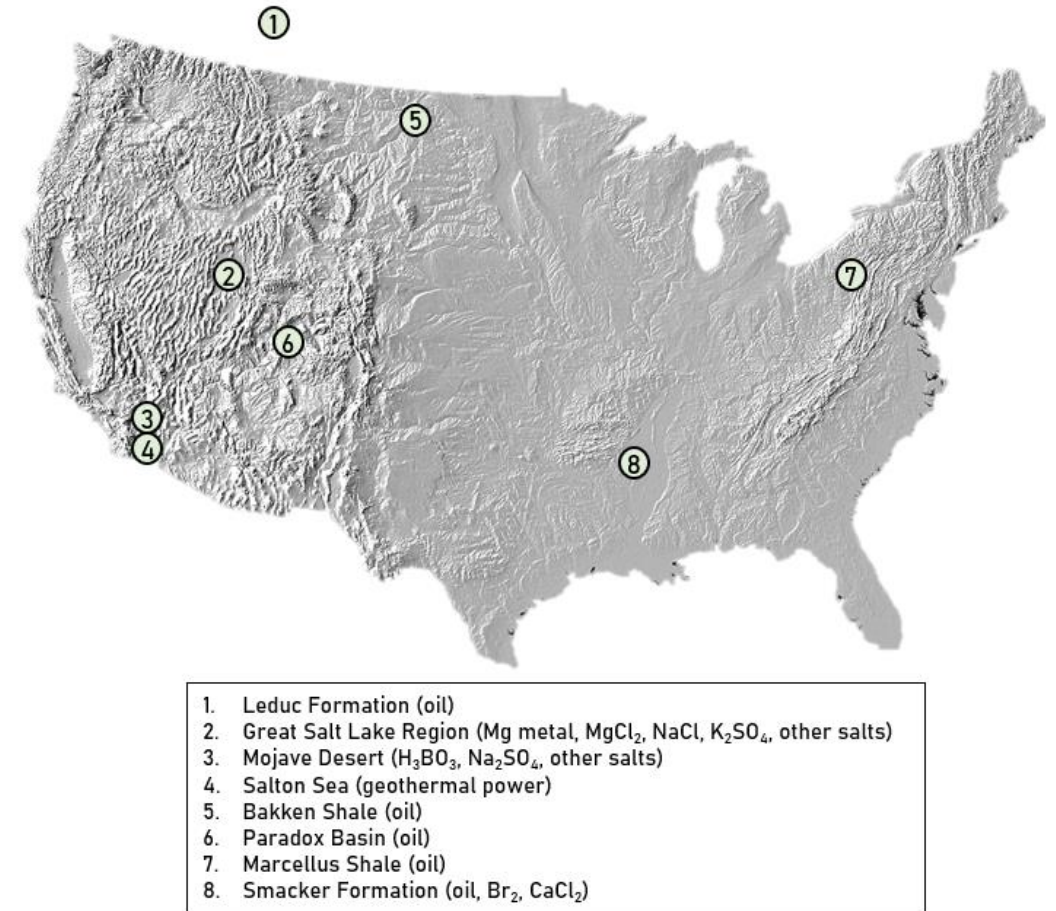 1
5
2
7
6
3
4
8
1. Leduc Formation (oil)
2. Great Salt Lake Region (Mg metal, MgCl₂, NaCl, K₂SO₄, other salts)
3. Mojave Desert (H₃BO₃, Na₂SO₄, other salts)
4. Salton Sea (geothermal power)
5. Bakken Shale (oil)
6. Paradox Basin (oil)
7. Marcellus Shale (oil)
8. Smacker Formation (oil, Br₂, CaCl₂)